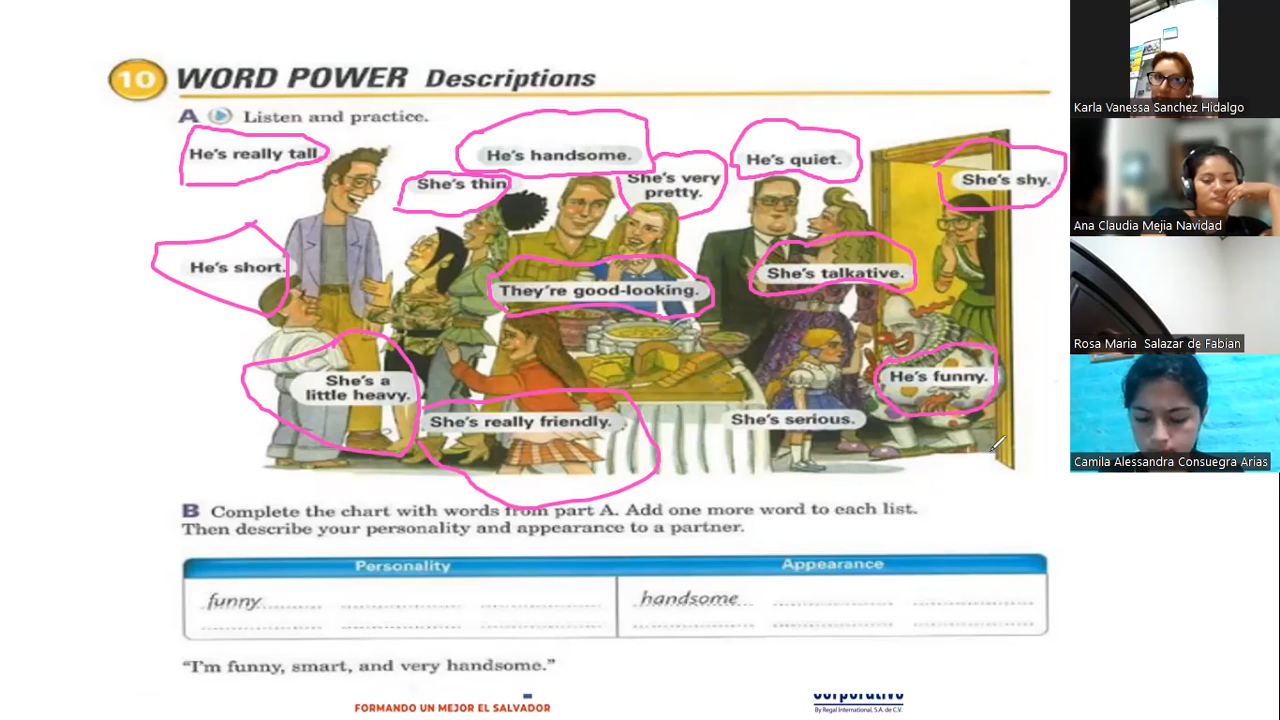 10 WORD POWER Descriptions
A Listen and practice.
He's really tall.
He's handsome.
He's quiet.
She's shy.
She's thin
She's very
pretty.
He's short.
They're good-looking.
She's talkative.
She's a
little heavy.
He's funny.
She's really friendly.
She's serious.
B Complete the chart with words from part A. Add one more word to each list.
Then describe your personality and appearance to a partner.
Personality Appearance
funny handsome
"I'm funny, smart, and very handsome."
FORMANDO UN MEJOR EL SALVADOR
corporativo
By Regal International, S.A. de C.V.
Karla Vanessa Sanchez Hidalgo
Ana Claudia Mejia Navidad
Rosa Maria Salazar de Fabian
Camila Alessandra Consuegra Arias